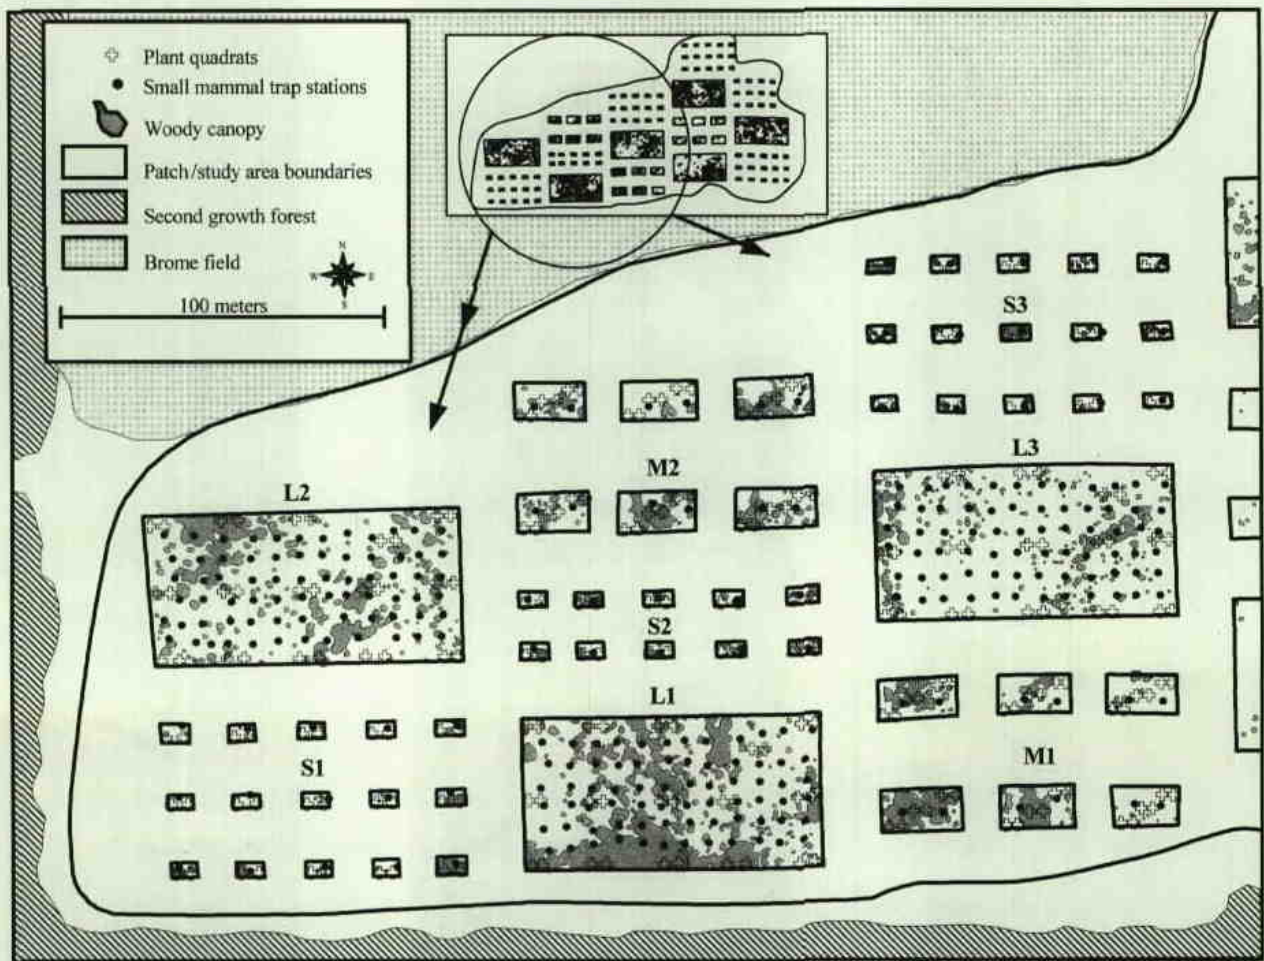 Plant quadrats
Small mammal trap stations
Woody canopy
Patch/study area boundaries
Second growth forest
Brome field
N
W E
S
100 meters
S3
L3
M2
L2
S2
L1
S1
M1